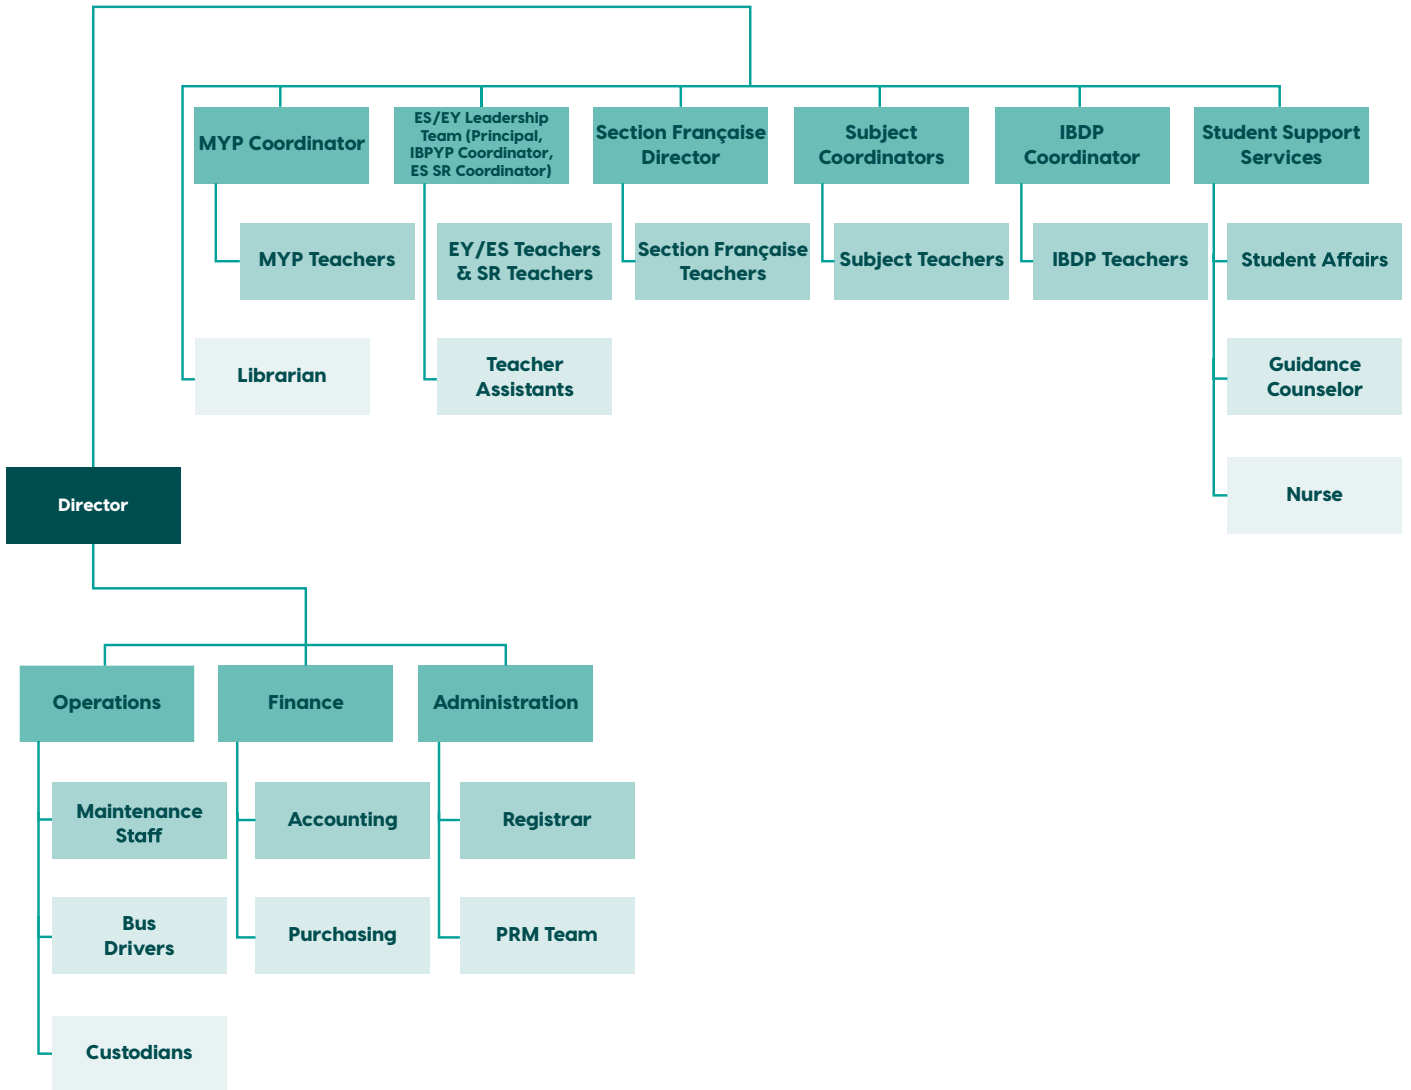 MYP Coordinator
ES/EY Leadership
Team (Principal,
IBPYP Coordinator,
ES SR Coordinator)
Section Française
Director
Subject
Coordinators
IBDP
Coordinator
Student Support
Services
MYP Teachers
EY/ES Teachers
& SR Teachers
Section Française
Teachers
Subject Teachers
IBDP Teachers
Student Affairs
Librarian
Teacher
Assistants
Guidance
Counselor
Nurse
Director
Operations
Finance
Administration
Maintenance
Staff
Accounting
Registrar
Bus
Drivers
Purchasing
PRM Team
Custodians